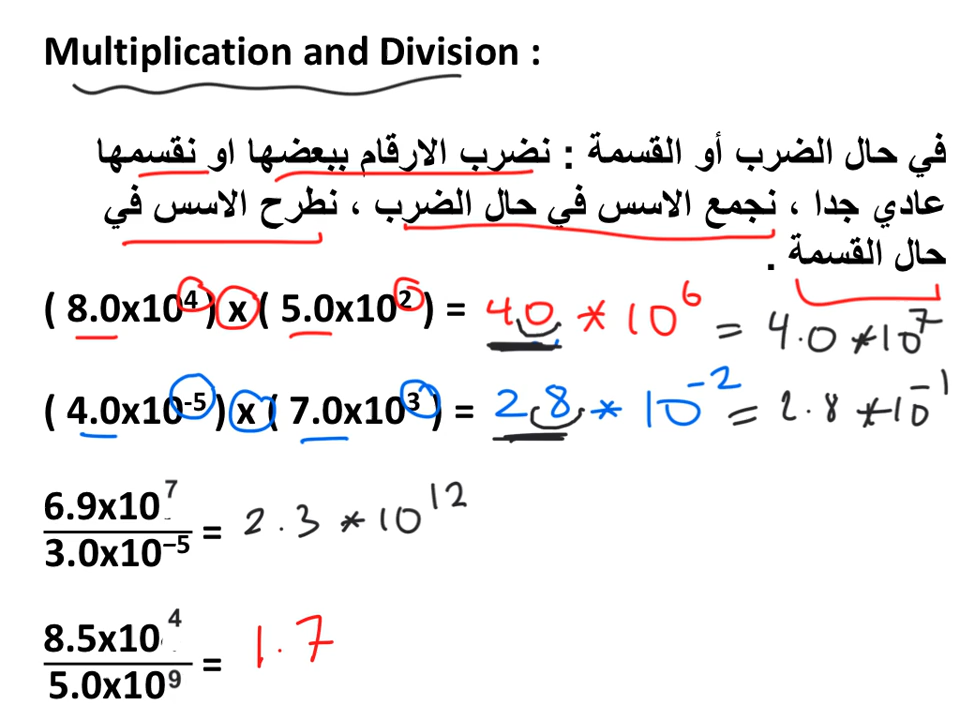 Multiplication and Division :
في حال الضرب أو القسمة : نضرب الارقام ببعضها او نقسمها
عادي جدا ، نجمع الاسس في حال الضرب ، نطرح الاسس في
حال القسمة .
( 8.0x10⁴ ) x ( 5.0x10² ) = 40 * 10⁶ = 4.0 * 10⁷
( 4.0x10⁻⁵ ) x ( 7.0x10³ ) = 28 * 10⁻² = 2.8 * 10⁻¹
6.9x10⁷
3.0x10⁻⁵ = 2.3 * 10¹²
8.5x10⁴
5.0x10⁹ = 1.7